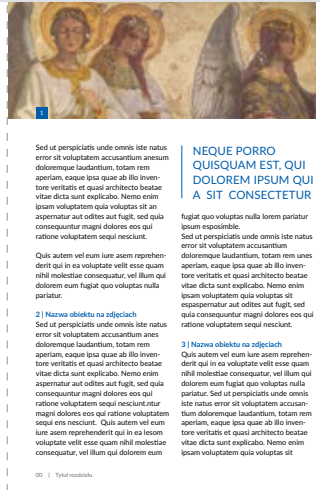 1
Sed ut perspiciatis unde omnis iste natus
error sit voluptatem accusantium anesum
doloremque laudantium, totam rem
aperiam, eaque ipsa quae ab illo inven-
tore veritatis et quasi architecto beatae
vitae dicta sunt explicabo. Nemo enim
ipsam voluptatem quia voluptas sit an
aspernatur aut odites aut fugit, sed quia
consequuntur magni dolores eos qui
ratione voluptatem sequi nesciunt.
Quis autem vel eum iure asem reprehen-
derit qui in ea voluptate velit esse quam
nihil molestiae consequatur, vel illum qui
dolorem eum fugiat quo voluptas nulla
pariatur.
2 | Nazwa obiektu na zdjęciach
Sed ut perspiciatis unde omnis iste natus
error sit voluptatem accusantium anes
doloremque laudantium, totam rem
aperiam, eaque ipsa quae ab illo inven-
tore veritatis et quasi architecto beatae
vitae dicta sunt explicabo. Nemo enim
ipsam voluptatem quia voluptas sit
aspernatur aut odites aut fugit, sed quia
consequuntur magni dolores eos qui
ratione voluptatem sequi nesciunt.ntur
magni dolores eos qui ratione voluptatem
sequi ens nesciunt. Quis autem vel eum
iure asem reprehenderit qui in ea lesom
voluptate velit esse quam nihil molestiae
consequatur, vel illum qui dolorem eum
NEQUE PORRO
QUISQUAM EST, QUI
DOLOREM IPSUM QUI
A SIT CONSECTETUR
fugiat quo voluptas nulla lorem pariatur
ipsum esposimble.
Sed ut perspiciatis unde omnis iste natus
error sit voluptatem accusantium
doloremque laudantium, totam rem unes
aperiam, eaque ipsa quae ab illo inven-
tore veritatis et quasi architecto beatae
vitae dicta sunt explicabo. Nemo enim
ipsam voluptatem quia voluptas sit
espaspernatur aut odites aut fugit, sed
quia consequuntur magni dolores eos qui
ratione voluptatem sequi nesciunt.
3 | Nazwa obiektu na zdjęciach
Quis autem vel eum iure asem reprehen-
derit qui in ea voluptate velit esse quam
nihil molestiae consequatur, vel illum qui
dolorem eum fugiat quo voluptas nulla
pariatur. Sed ut perspiciatis unde omnis
iste natus error sit voluptatem accusan-
tium doloremque laudantium, totam rem
aperiam, eaque ipsa quae ab illo inven-
tore veritatis et quasi architecto beatae
vitae dicta sunt explicabo. Nemo enim
ipsam voluptatem quia voluptas sit
00 | Tytuł rozdziału